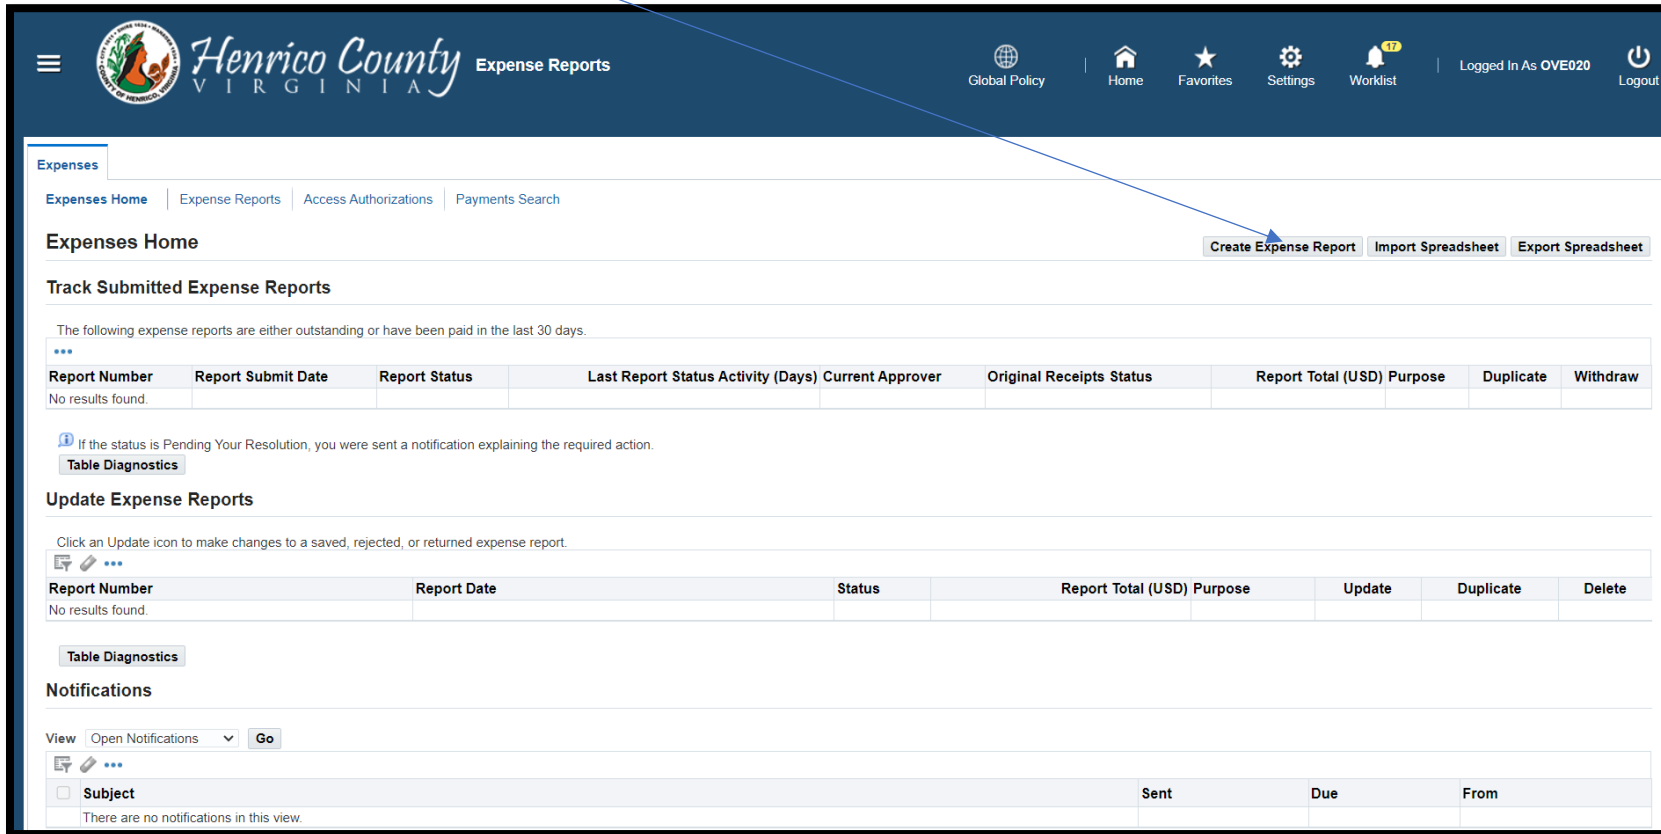 Henrico County
VIRGINIA
Expense Reports
Global Policy
Home
Favorites
Settings
17
Worklist
Logged In As OVE020
Logout
Expenses
Expenses Home
Expense Reports
Access Authorizations
Payments Search
Expenses Home
Create Expense Report
Import Spreadsheet
Export Spreadsheet
Track Submitted Expense Reports
The following expense reports are either outstanding or have been paid in the last 30 days.
Report Number Report Submit Date Report Status Last Report Status Activity (Days) Current Approver Original Receipts Status Report Total (USD) Purpose Duplicate Withdraw
No results found.
If the status is Pending Your Resolution, you were sent a notification explaining the required action.
Table Diagnostics
Update Expense Reports
Click an Update icon to make changes to a saved, rejected, or returned expense report.
Report Number Report Date Status Report Total (USD) Purpose Update Duplicate Delete
No results found.
Table Diagnostics
Notifications
View Open Notifications Go
Subject Sent Due From
There are no notifications in this view.